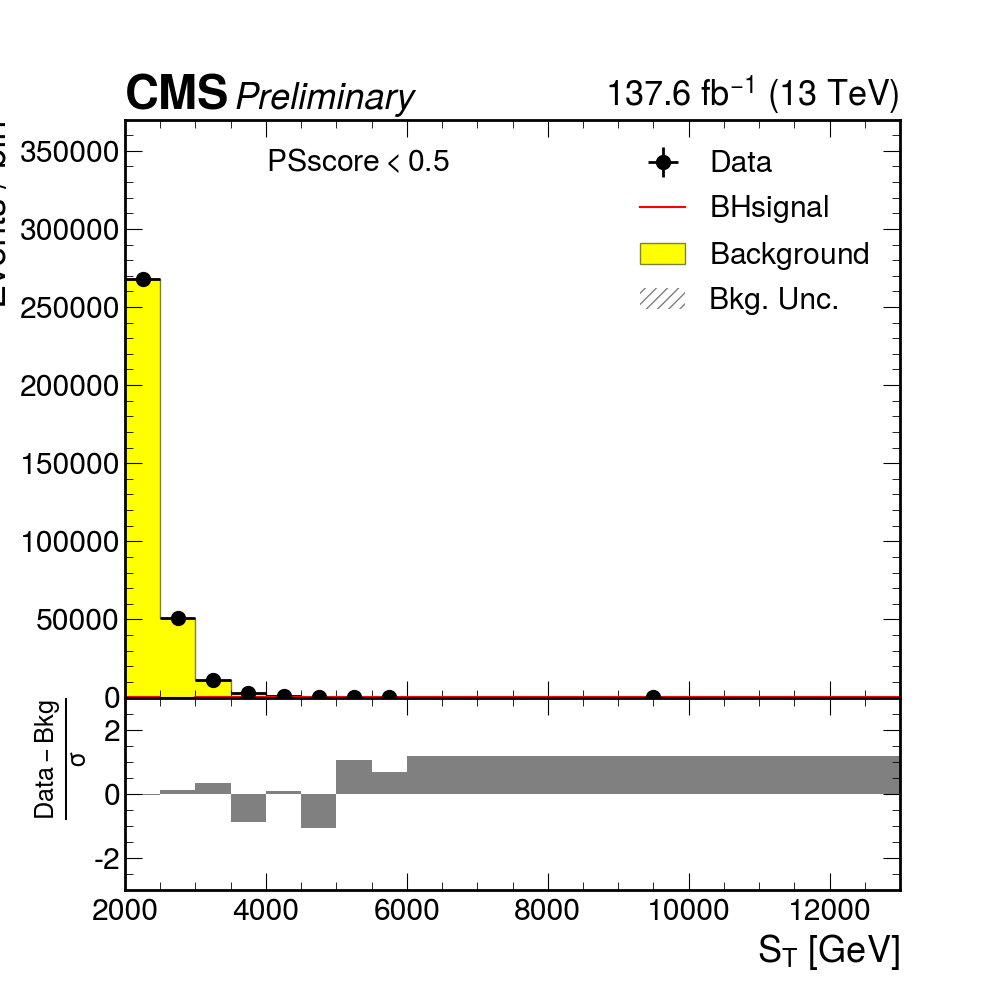 CMS Preliminary 137.6 fb⁻¹ (13 TeV)
PSscore < 0.5
Data
BHsignal
Background
Bkg. Unc.
350000
300000
250000
200000
150000
100000
50000
0
Data − Bkg
σ
2
0
-2
2000 4000 6000 8000 10000 12000
S_T [GeV]